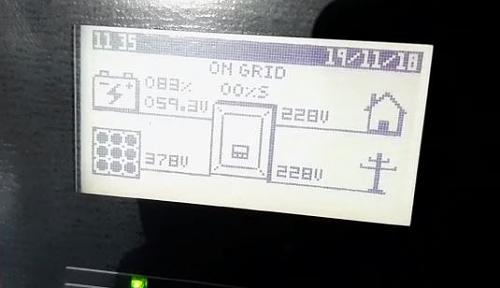 11:35 19/11/18
ON GRID
00%S
083%
059.3V
228V
378V
228V